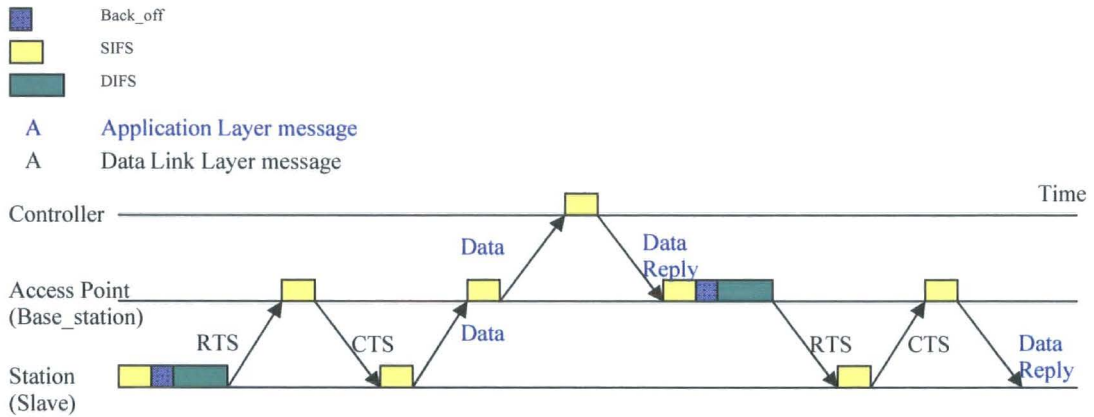 Back_off
SIFS
DIFS
A Application Layer message
A Data Link Layer message
Time
Controller
Data
Data
Reply
Access Point
(Base_station)
RTS
CTS
Data
RTS
CTS
Data
Reply
Station
(Slave)